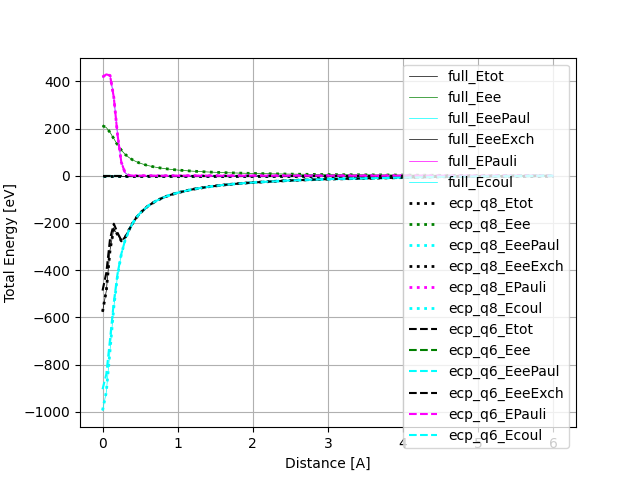 400
200
0
−200
−400
−600
−800
−1000
Total Energy [eV]
0 1 2 3 4 5 6
Distance [A]
full_Etot
full_Eee
full_EeePaul
full_EeeExch
full_EPauli
full_Ecoul
ecp_q8_Etot
ecp_q8_Eee
ecp_q8_EeePaul
ecp_q8_EeeExch
ecp_q8_EPauli
ecp_q8_Ecoul
ecp_q6_Etot
ecp_q6_Eee
ecp_q6_EeePaul
ecp_q6_EeeExch
ecp_q6_EPauli
ecp_q6_Ecoul